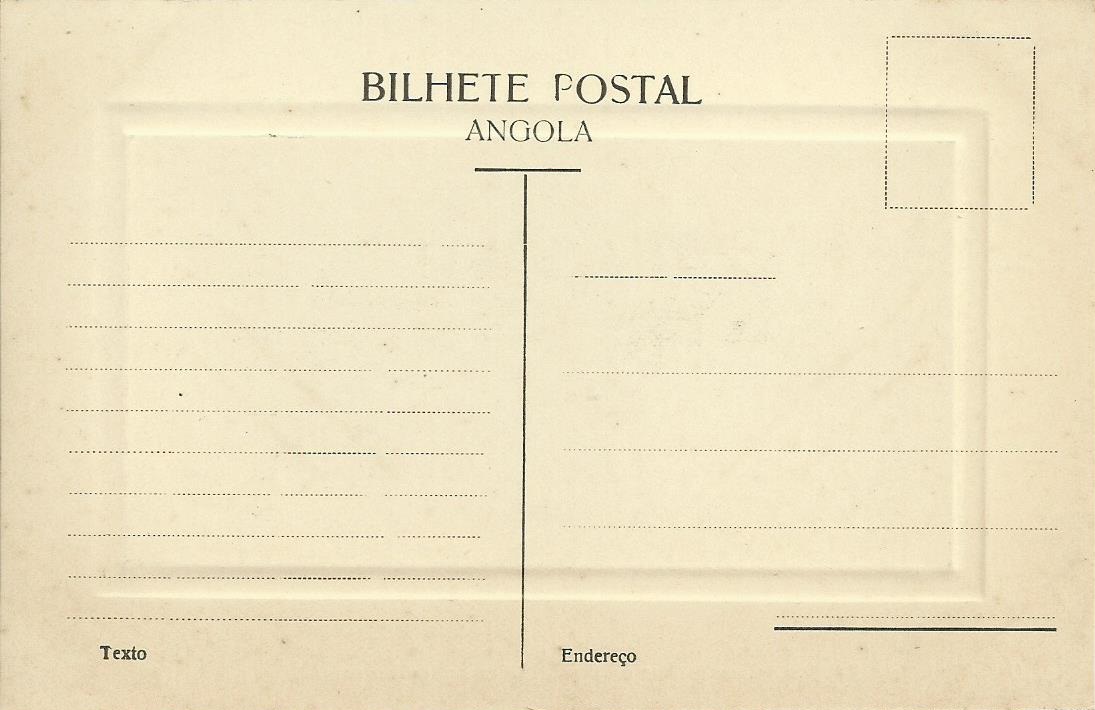 BILHETE POSTAL
ANGOLA
Texto
Endereço